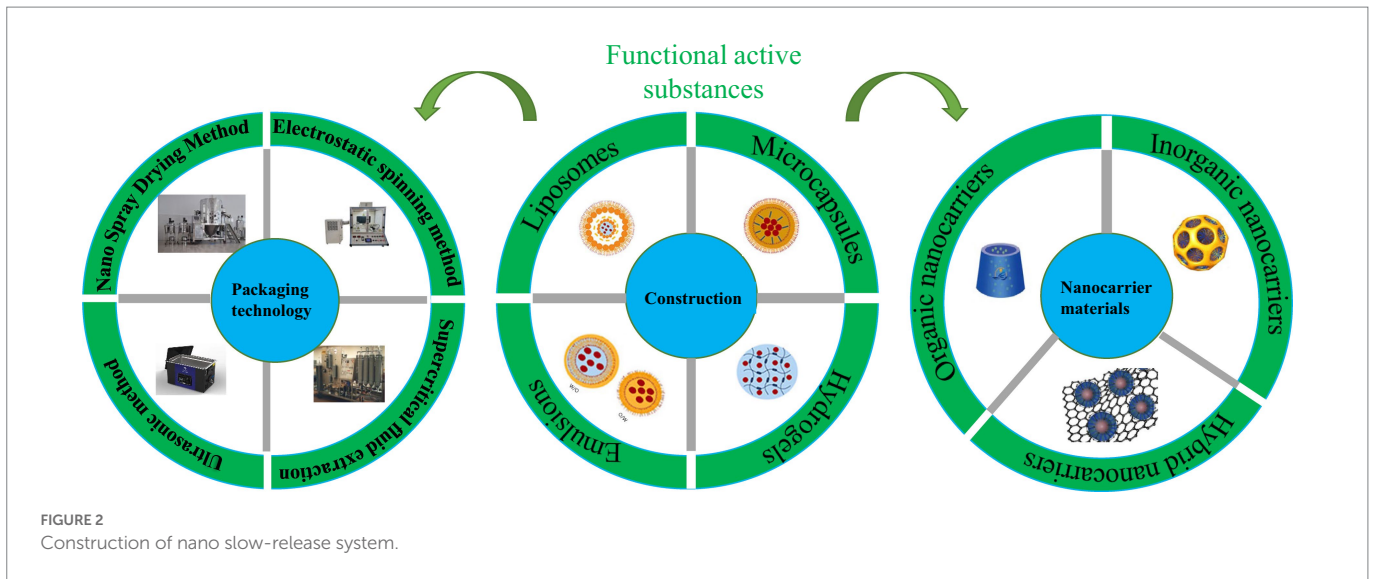 Functional active
substances
Nano Spray Drying Method
Electrostatic spinning method
Ultrasonic method
Supercritical fluid extraction
Packaging
technology
Liposomes
Microcapsules
Emulsions
Hydrogels
Construction
W/O
Organic nanocarriers
Inorganic nanocarriers
Hybrid nanocarriers
Nanocarrier
materials
FIGURE 2
Construction of nano slow-release system.